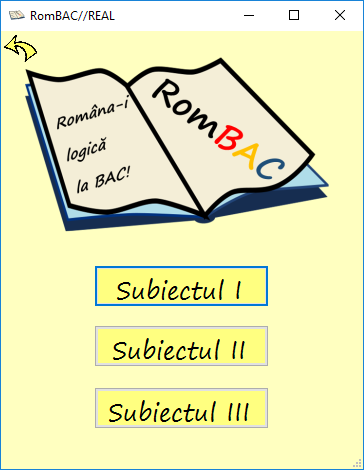 RomBAC//REAL
Româna-i
logică
la BAC!
RomBAC
Subiectul I
Subiectul II
Subiectul III